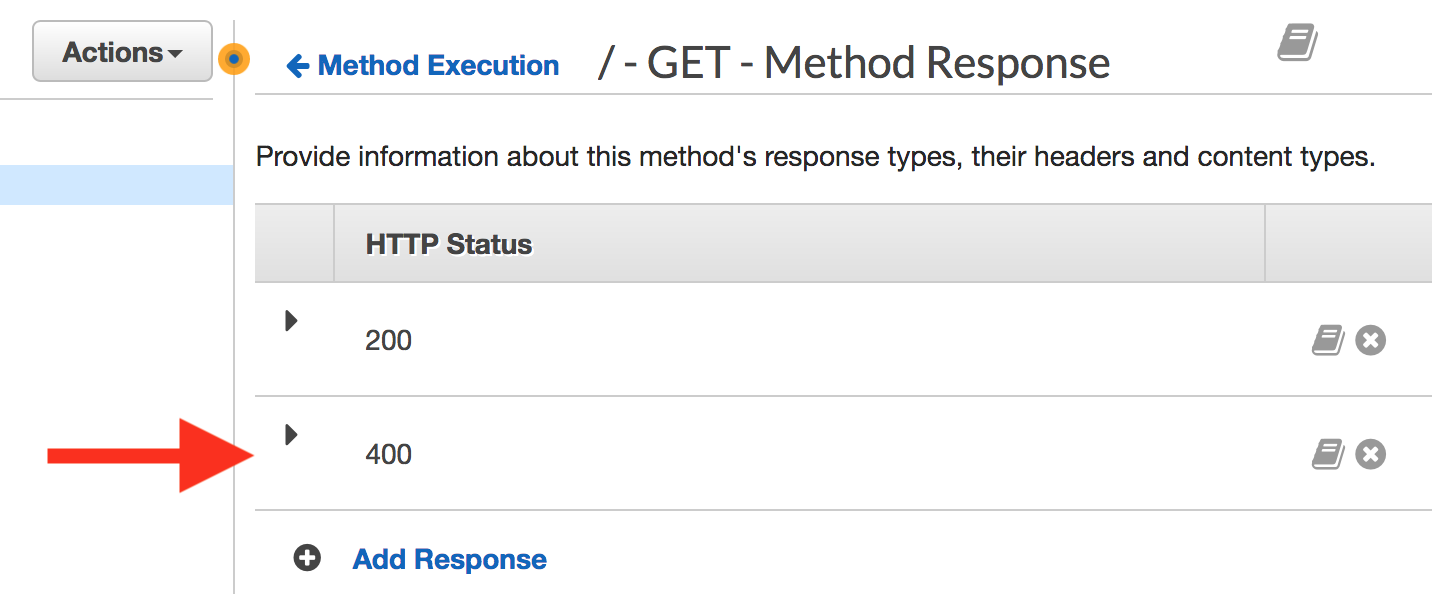 Actions
Method Execution / - GET - Method Response
Provide information about this method's response types, their headers and content types.
HTTP Status
200
400
Add Response